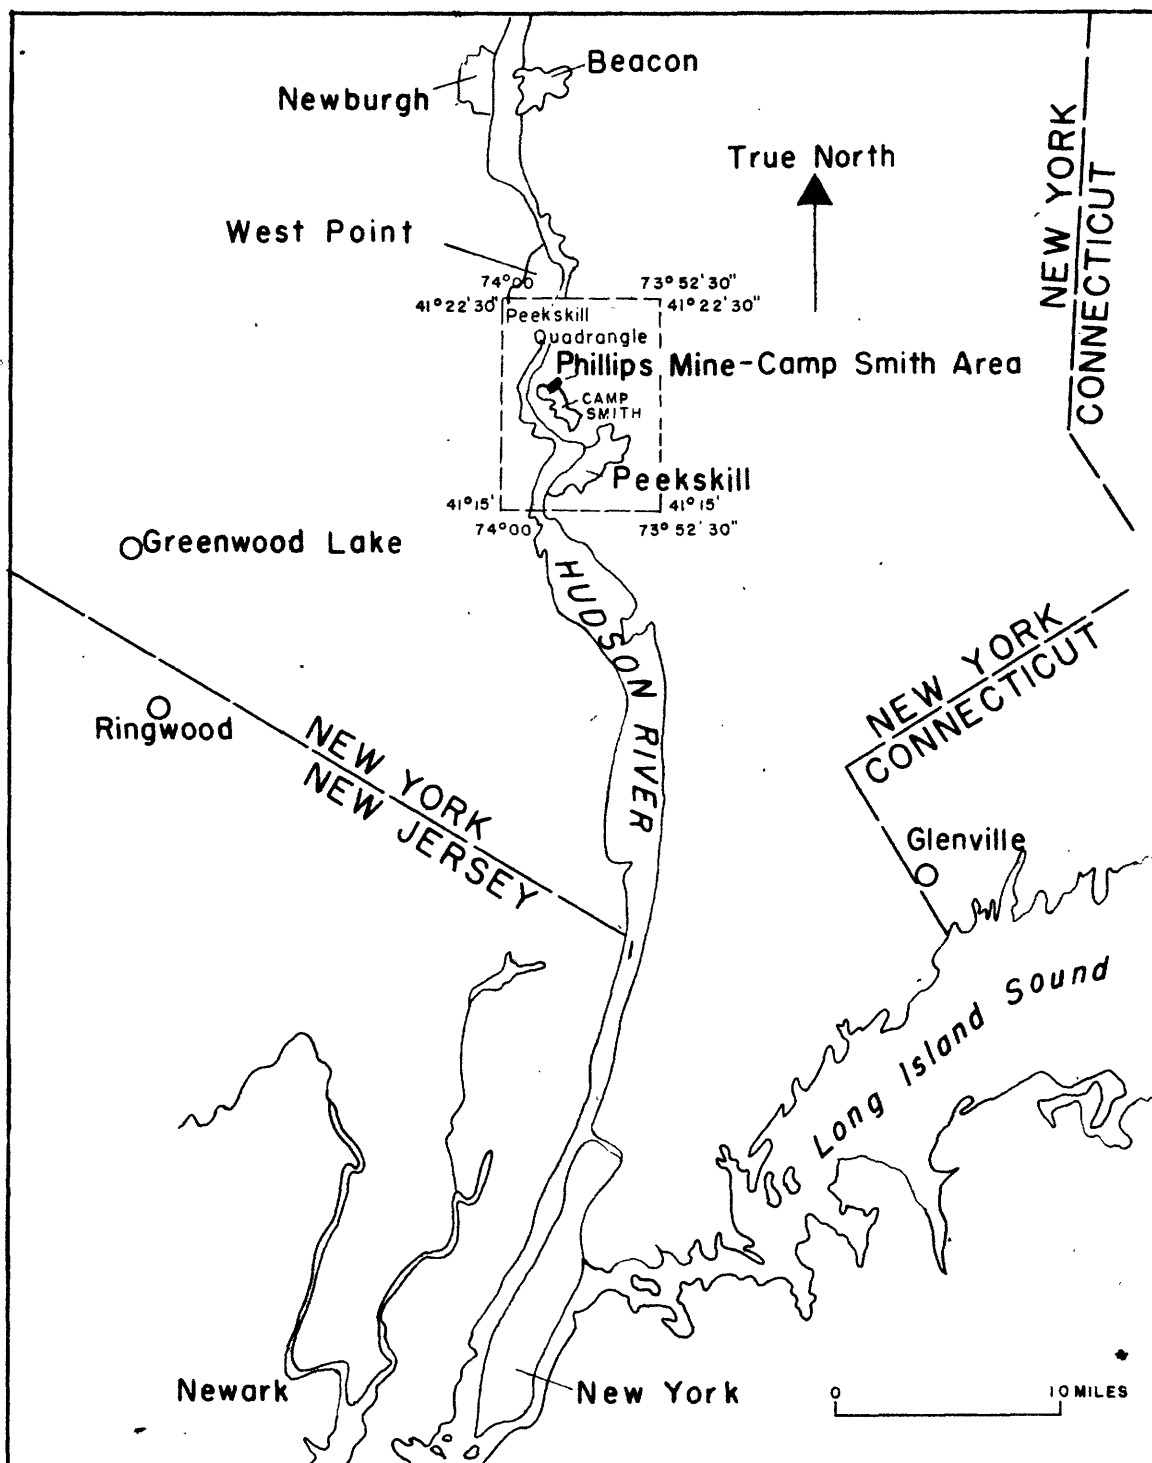 Beacon
Newburgh
True North
NEW YORK
CONNECTICUT
West Point
74°00'
73°52'30"
41°22'30"
41°22'30"
Peekskill
Quadrangle
Phillips Mine-Camp Smith Area
CAMP
SMITH
Peekskill
41°15'
41°15'
74°00'
73°52'30"
Greenwood Lake
HUDSON RIVER
NEW YORK
CONNECTICUT
Ringwood
NEW YORK
NEW JERSEY
Glenville
Long Island Sound
Newark
New York
0 10 MILES